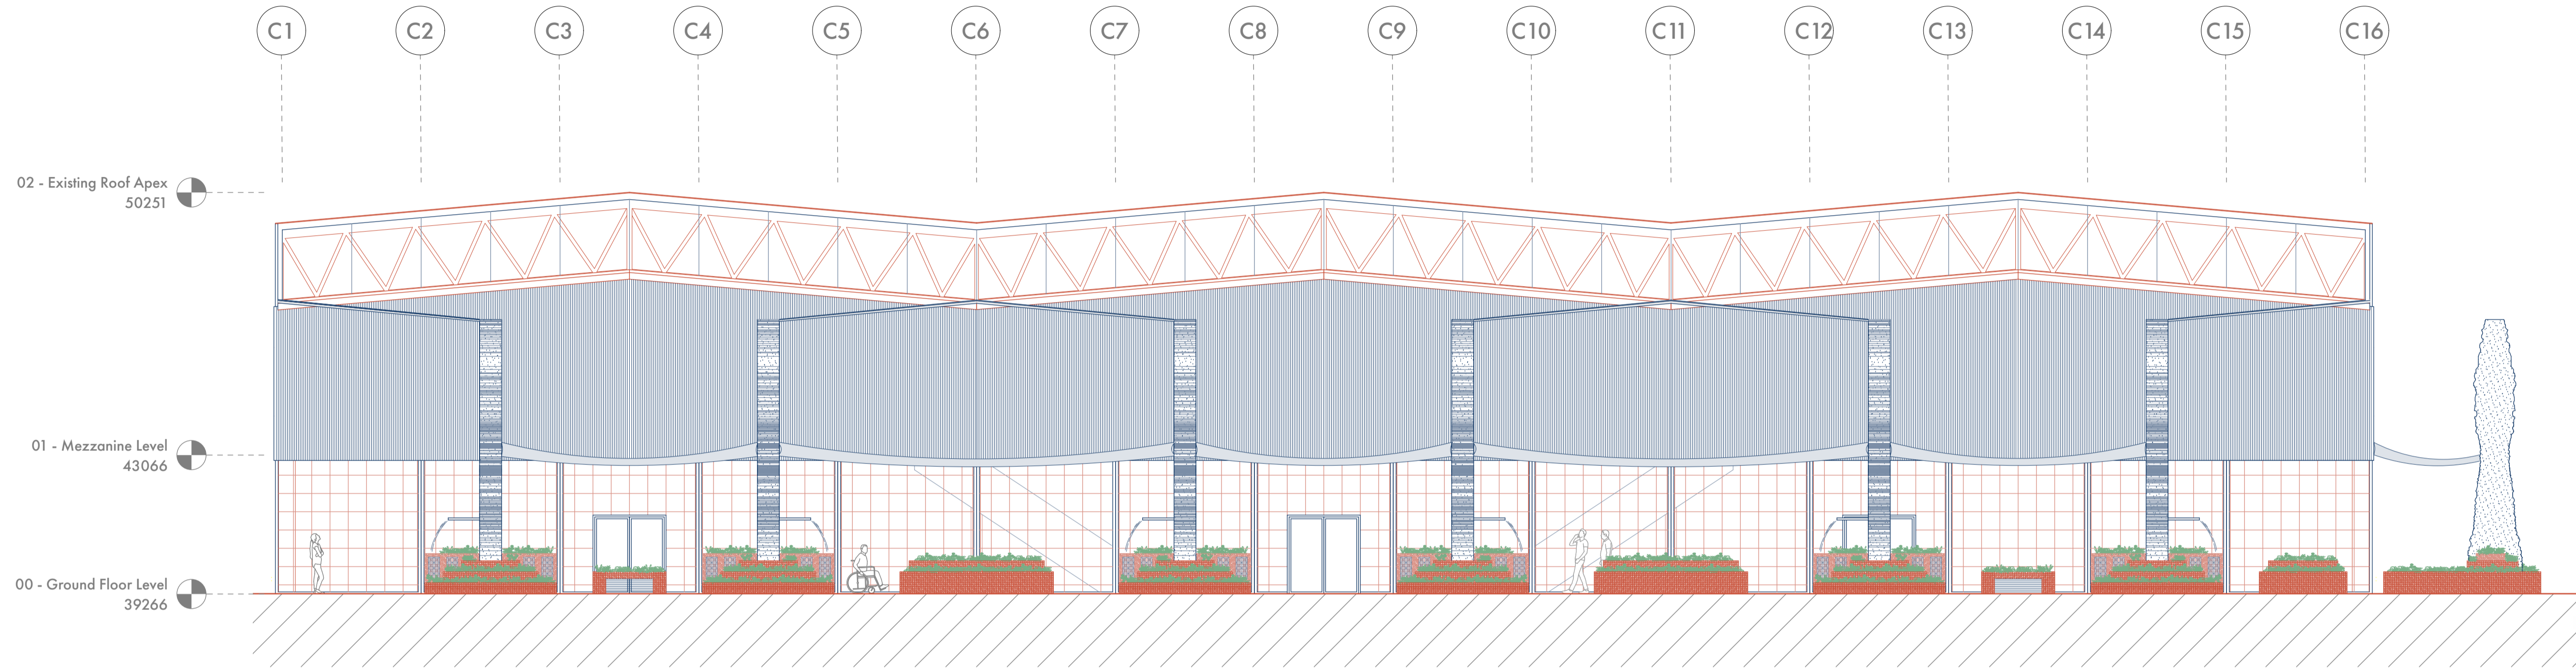 C1 C2 C3 C4 C5 C6 C7 C8 C9 C10 C11 C12 C13 C14 C15 C16
02 - Existing Roof Apex
50251
01 - Mezzanine Level
43066
00 - Ground Floor Level
39266